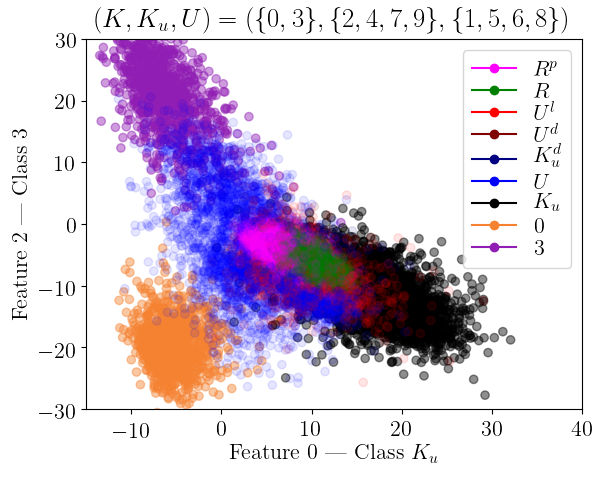 (K, K_u, U) = ({0, 3}, {2, 4, 7, 9}, {1, 5, 6, 8})
30
20
10
0
−10
−20
−30
Feature 2 — Class 3
R^p
R
U^l
U^d
K_u^d
U
K_u
0
3
−10 0 10 20 30 40
Feature 0 — Class K_u